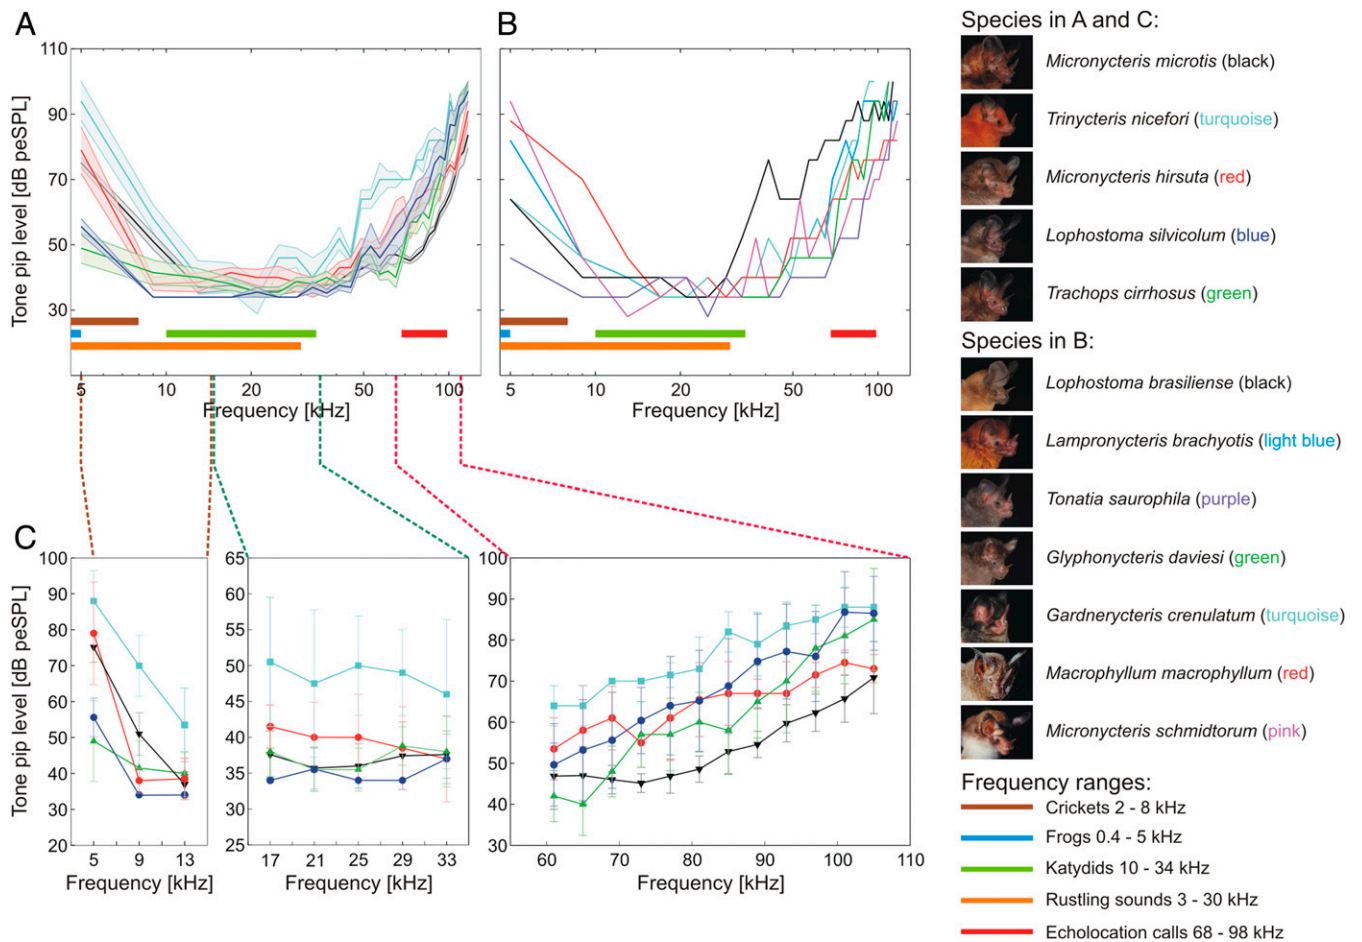 A
B
Tone pip level [dB peSPL]
90
70
50
30
5
10
20
50
100
Frequency [kHz]
5
10
20
50
100
Frequency [kHz]
C
Tone pip level [dB peSPL]
100
90
80
70
60
50
40
30
20
5
9
13
Frequency [kHz]
65
60
55
50
45
40
35
30
25
17
21
25
29
33
Frequency [kHz]
100
90
80
70
60
50
40
30
60
70
80
90
100
110
Frequency [kHz]
Species in A and C:
Micronycteris microtis (black)
Trinycteris nicefori (turquoise)
Micronycteris hirsuta (red)
Lophostoma silvicolum (blue)
Trachops cirrhosus (green)
Species in B:
Lophostoma brasiliense (black)
Lampronycteris brachyotis (light blue)
Tonatia saurophila (purple)
Glyphonycteris daviesi (green)
Gardnerycteris crenulatum (turquoise)
Macrophyllum macrophyllum (red)
Micronycteris schmidtorum (pink)
Frequency ranges:
Crickets 2 - 8 kHz
Frogs 0.4 - 5 kHz
Katydids 10 - 34 kHz
Rustling sounds 3 - 30 kHz
Echolocation calls 68 - 98 kHz